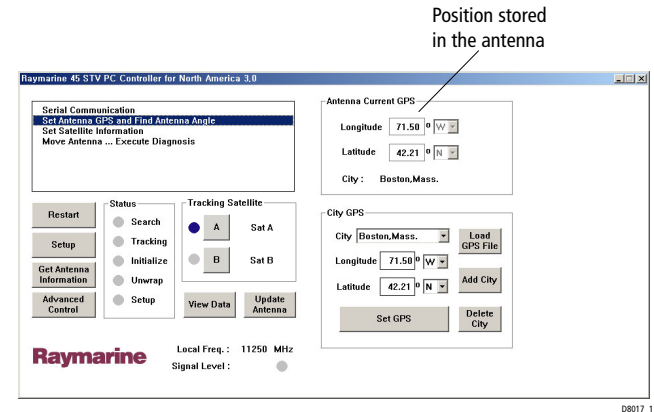 Position stored
in the antenna
Raymarine 45 STV PC Controller for North America 3,0
Serial Communication
Set Antenna GPS and Find Antenna Angle
Set Satellite Information
Move Antenna ... Execute Diagnosis
Antenna Current GPS
Longitude 71.50 º W
Latitude 42.21 º N
City : Boston,Mass.
Restart
Setup
Get Antenna
Information
Advanced
Control
Status
Search
Tracking
Initialize
Unwrap
Setup
Tracking Satellite
A Sat A
B Sat B
View Data
Update
Antenna
City GPS
City Boston,Mass.
Load
GPS File
Longitude 71.50 º W
Latitude 42.21 º N
Add City
Set GPS
Delete
City
Raymarine
Local Freq. : 11250 MHz
Signal Level :
D8017_1